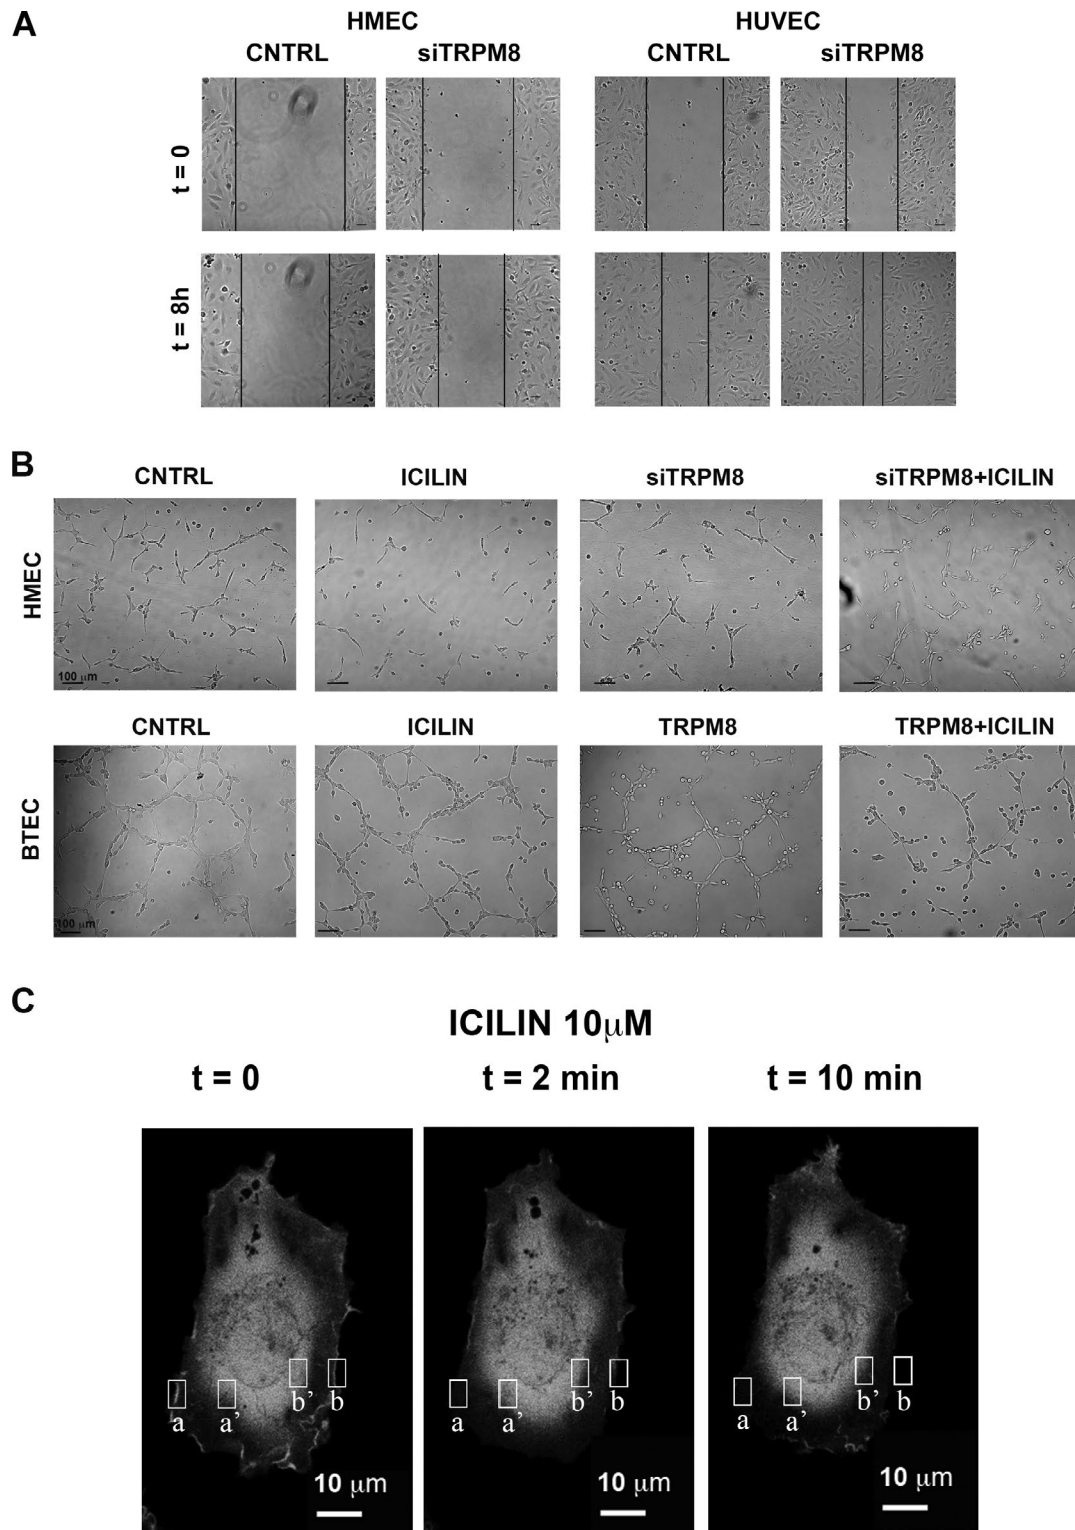 A
HMEC HUVEC
CNTRL siTRPM8 CNTRL siTRPM8
t = 0
t = 8h
B
CNTRL ICILIN siTRPM8 siTRPM8+ICILIN
HMEC
100 μm
CNTRL ICILIN TRPM8 TRPM8+ICILIN
BTEC
100 μm
C
ICILIN 10μM
t = 0 t = 2 min t = 10 min
a a' b' b a a' b' b a a' b' b
10 μm 10 μm 10 μm